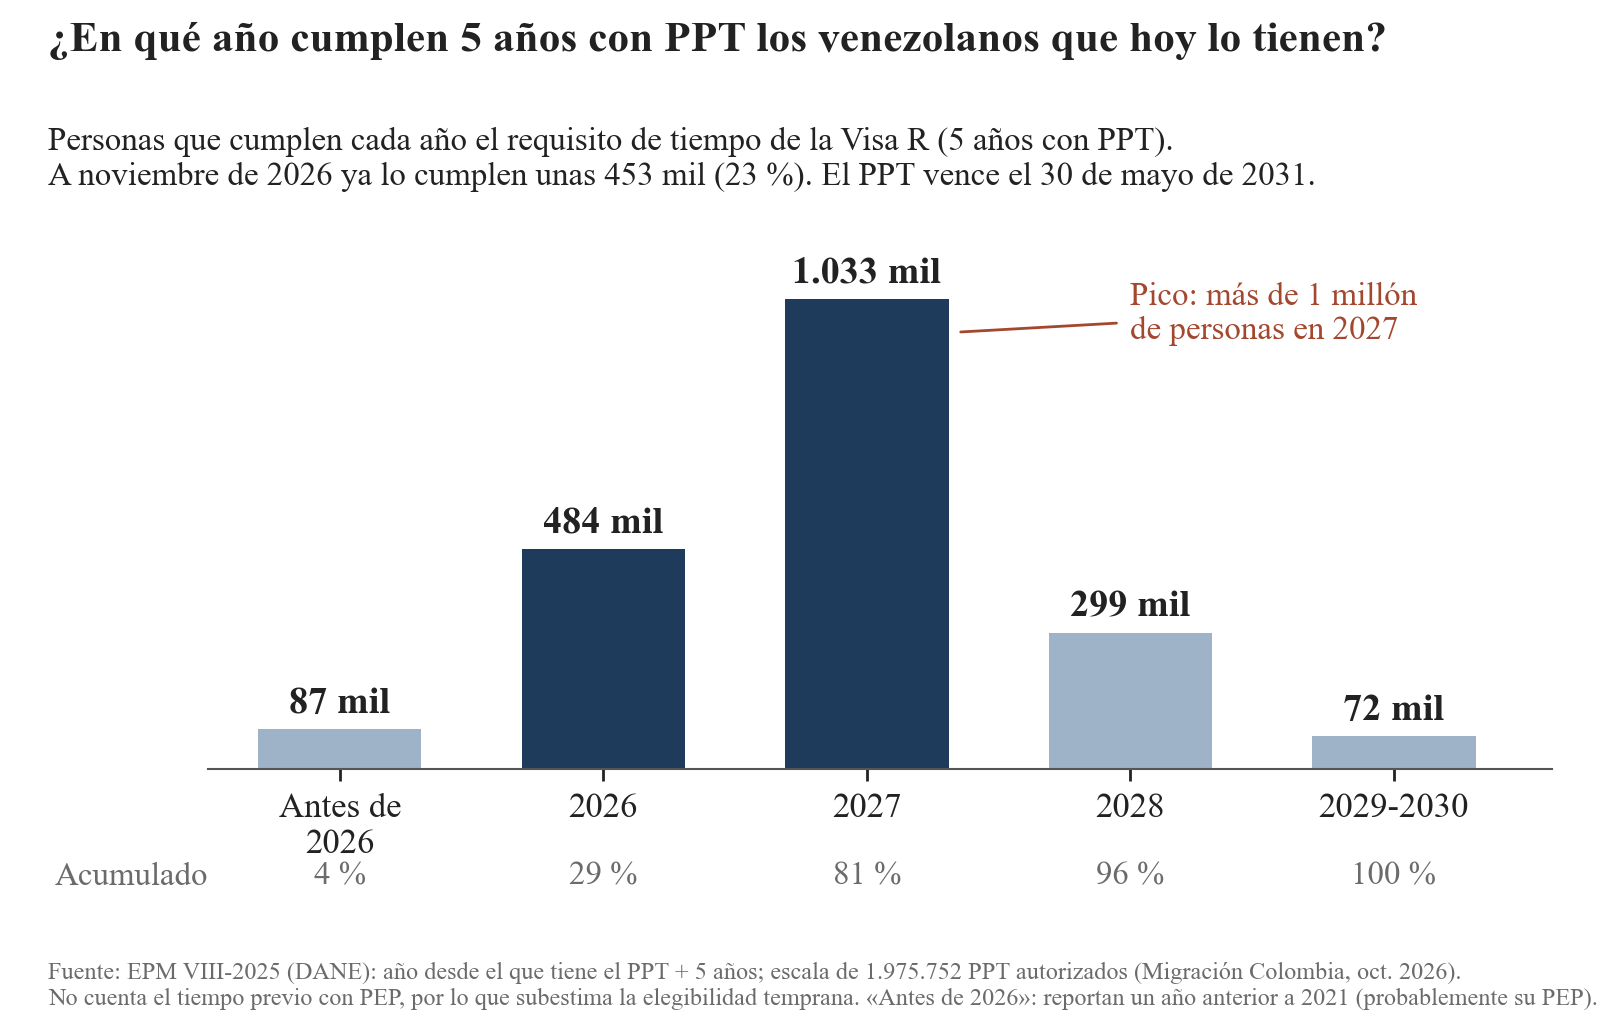 ¿En qué año cumplen 5 años con PPT los venezolanos que hoy lo tienen?
Personas que cumplen cada año el requisito de tiempo de la Visa R (5 años con PPT).
A noviembre de 2026 ya lo cumplen unas 453 mil (23 %). El PPT vence el 30 de mayo de 2031.
1.033 mil
Pico: más de 1 millón
de personas en 2027
484 mil
299 mil
87 mil
72 mil
Antes de
2026
2026
2027
2028
2029-2030
Acumulado
4 %
29 %
81 %
96 %
100 %
Fuente: EPM VIII-2025 (DANE): año desde el que tiene el PPT + 5 años; escala de 1.975.752 PPT autorizados (Migración Colombia, oct. 2026).
No cuenta el tiempo previo con PEP, por lo que subestima la elegibilidad temprana. «Antes de 2026»: reportan un año anterior a 2021 (probablemente su PEP).